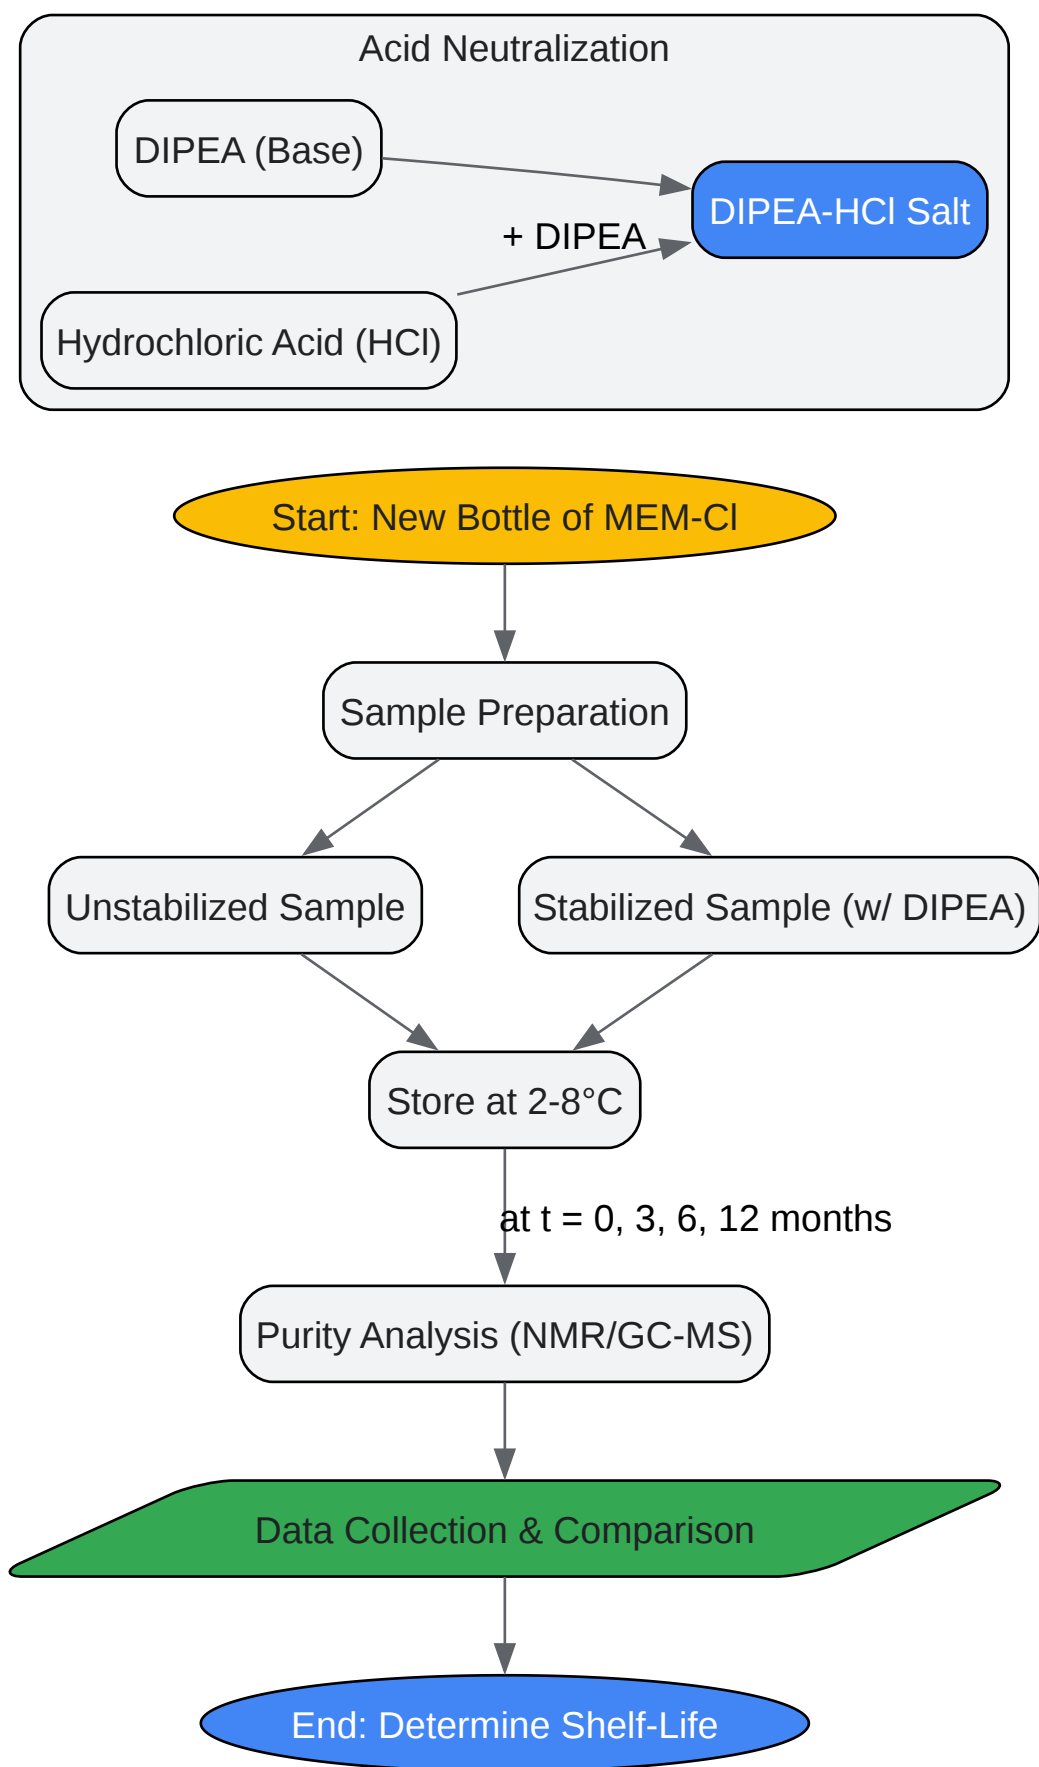 Acid Neutralization
DIPEA (Base)
DIPEA-HCl Salt
+ DIPEA
Hydrochloric Acid (HCl)
Start: New Bottle of MEM-Cl
Sample Preparation
Unstabilized Sample
Stabilized Sample (w/ DIPEA)
Store at 2-8°C
at t = 0, 3, 6, 12 months
Purity Analysis (NMR/GC-MS)
Data Collection & Comparison
End: Determine Shelf-Life